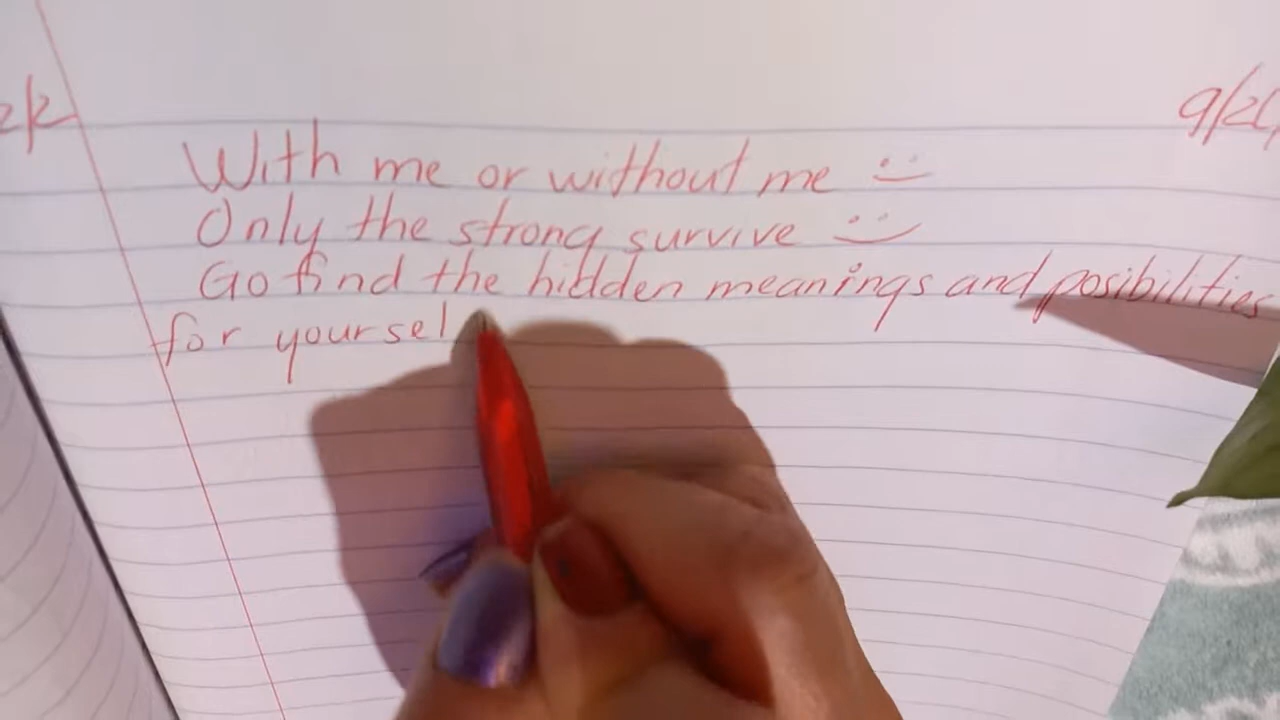 With me or without me :)
Only the strong survive :)
Go find the hidden meanings and posibilities
for yoursel